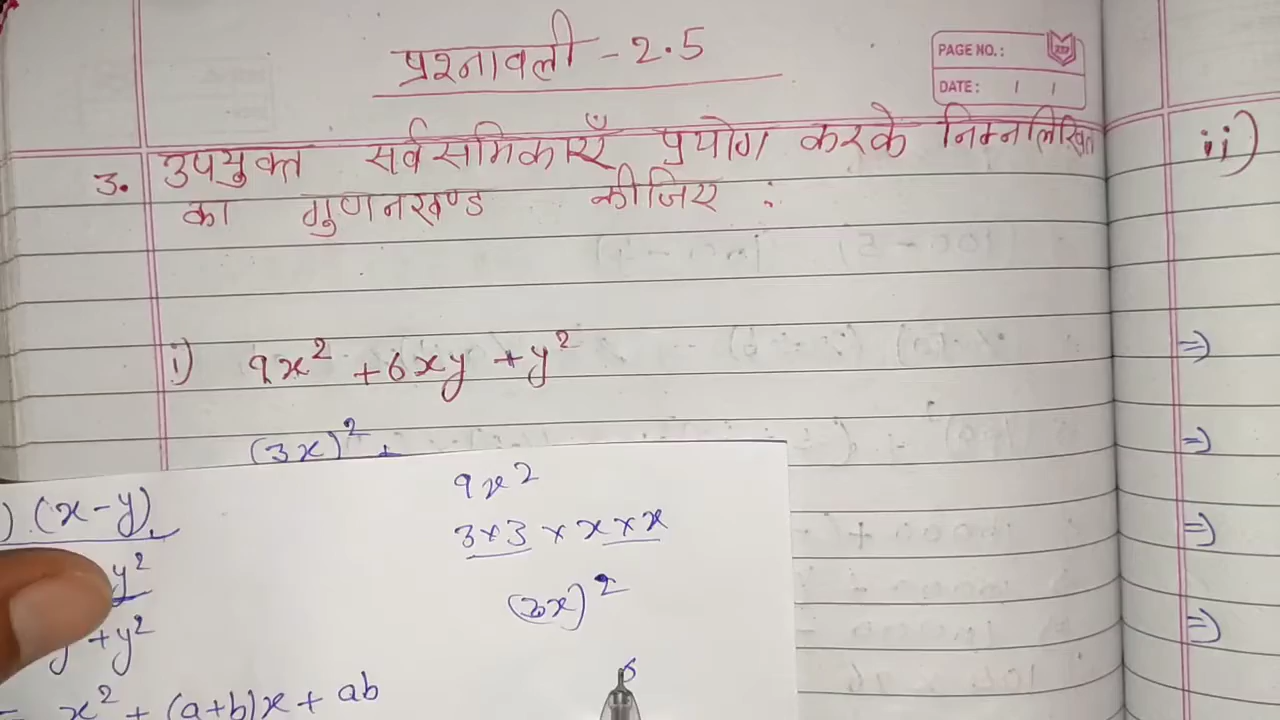 प्रश्नावली - 2.5
PAGE NO.:
DATE: / /
3. उपयुक्त सर्वसमिकाएँ प्रयोग करके निम्नलिखित
का गुणनखण्ड कीजिए :
i) 9x² + 6xy + y²
(3x)² +
ii)
⇒
⇒
⇒
⇒
) (x - y)
y²
+ y²
= x² + (a+b)x + ab
9x²
3 × 3 × x × x
(3x)²